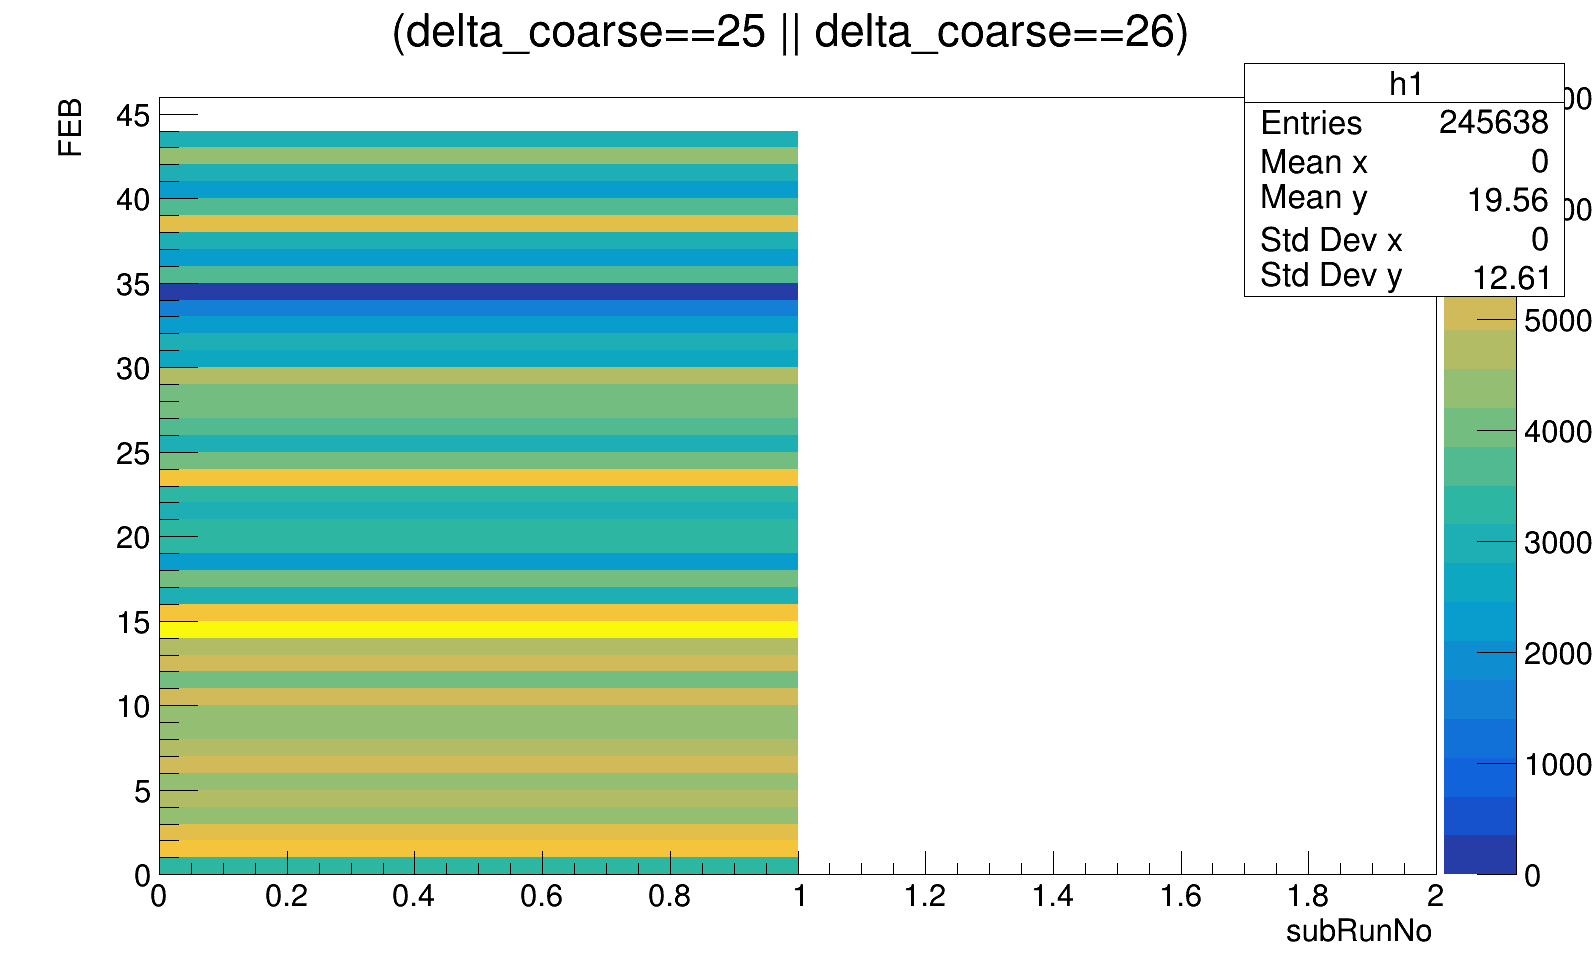 (delta_coarse==25 || delta_coarse==26)
h1
Entries 245638
Mean x 0
Mean y 19.56
Std Dev x 0
Std Dev y 12.61
FEB
45
40
35
30
25
20
15
10
5
0
0 0.2 0.4 0.6 0.8 1 1.2 1.4 1.6 1.8 2
subRunNo
5000
4000
3000
2000
1000
0